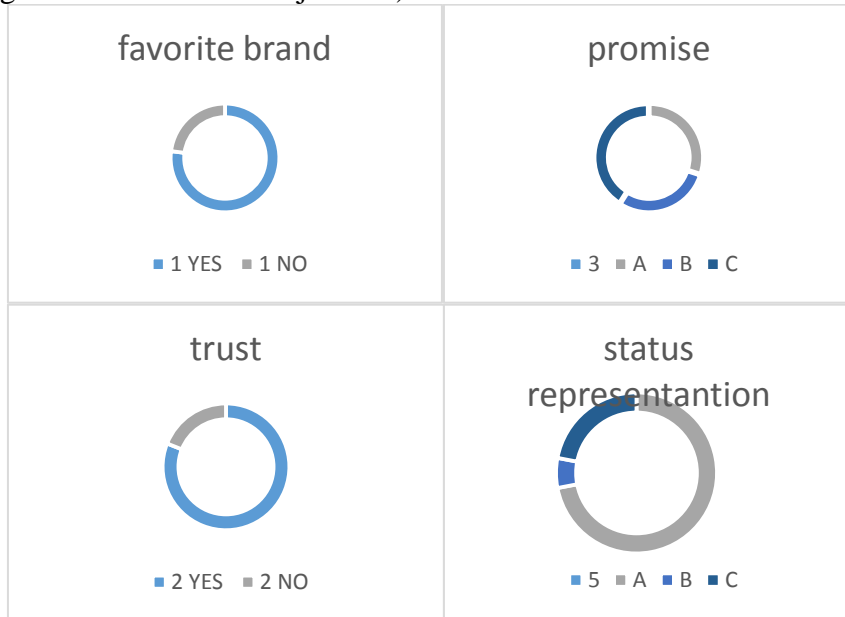 favorite brand
1 YES 1 NO
promise
3 A B C
trust
2 YES 2 NO
status
representantion
5 A B C